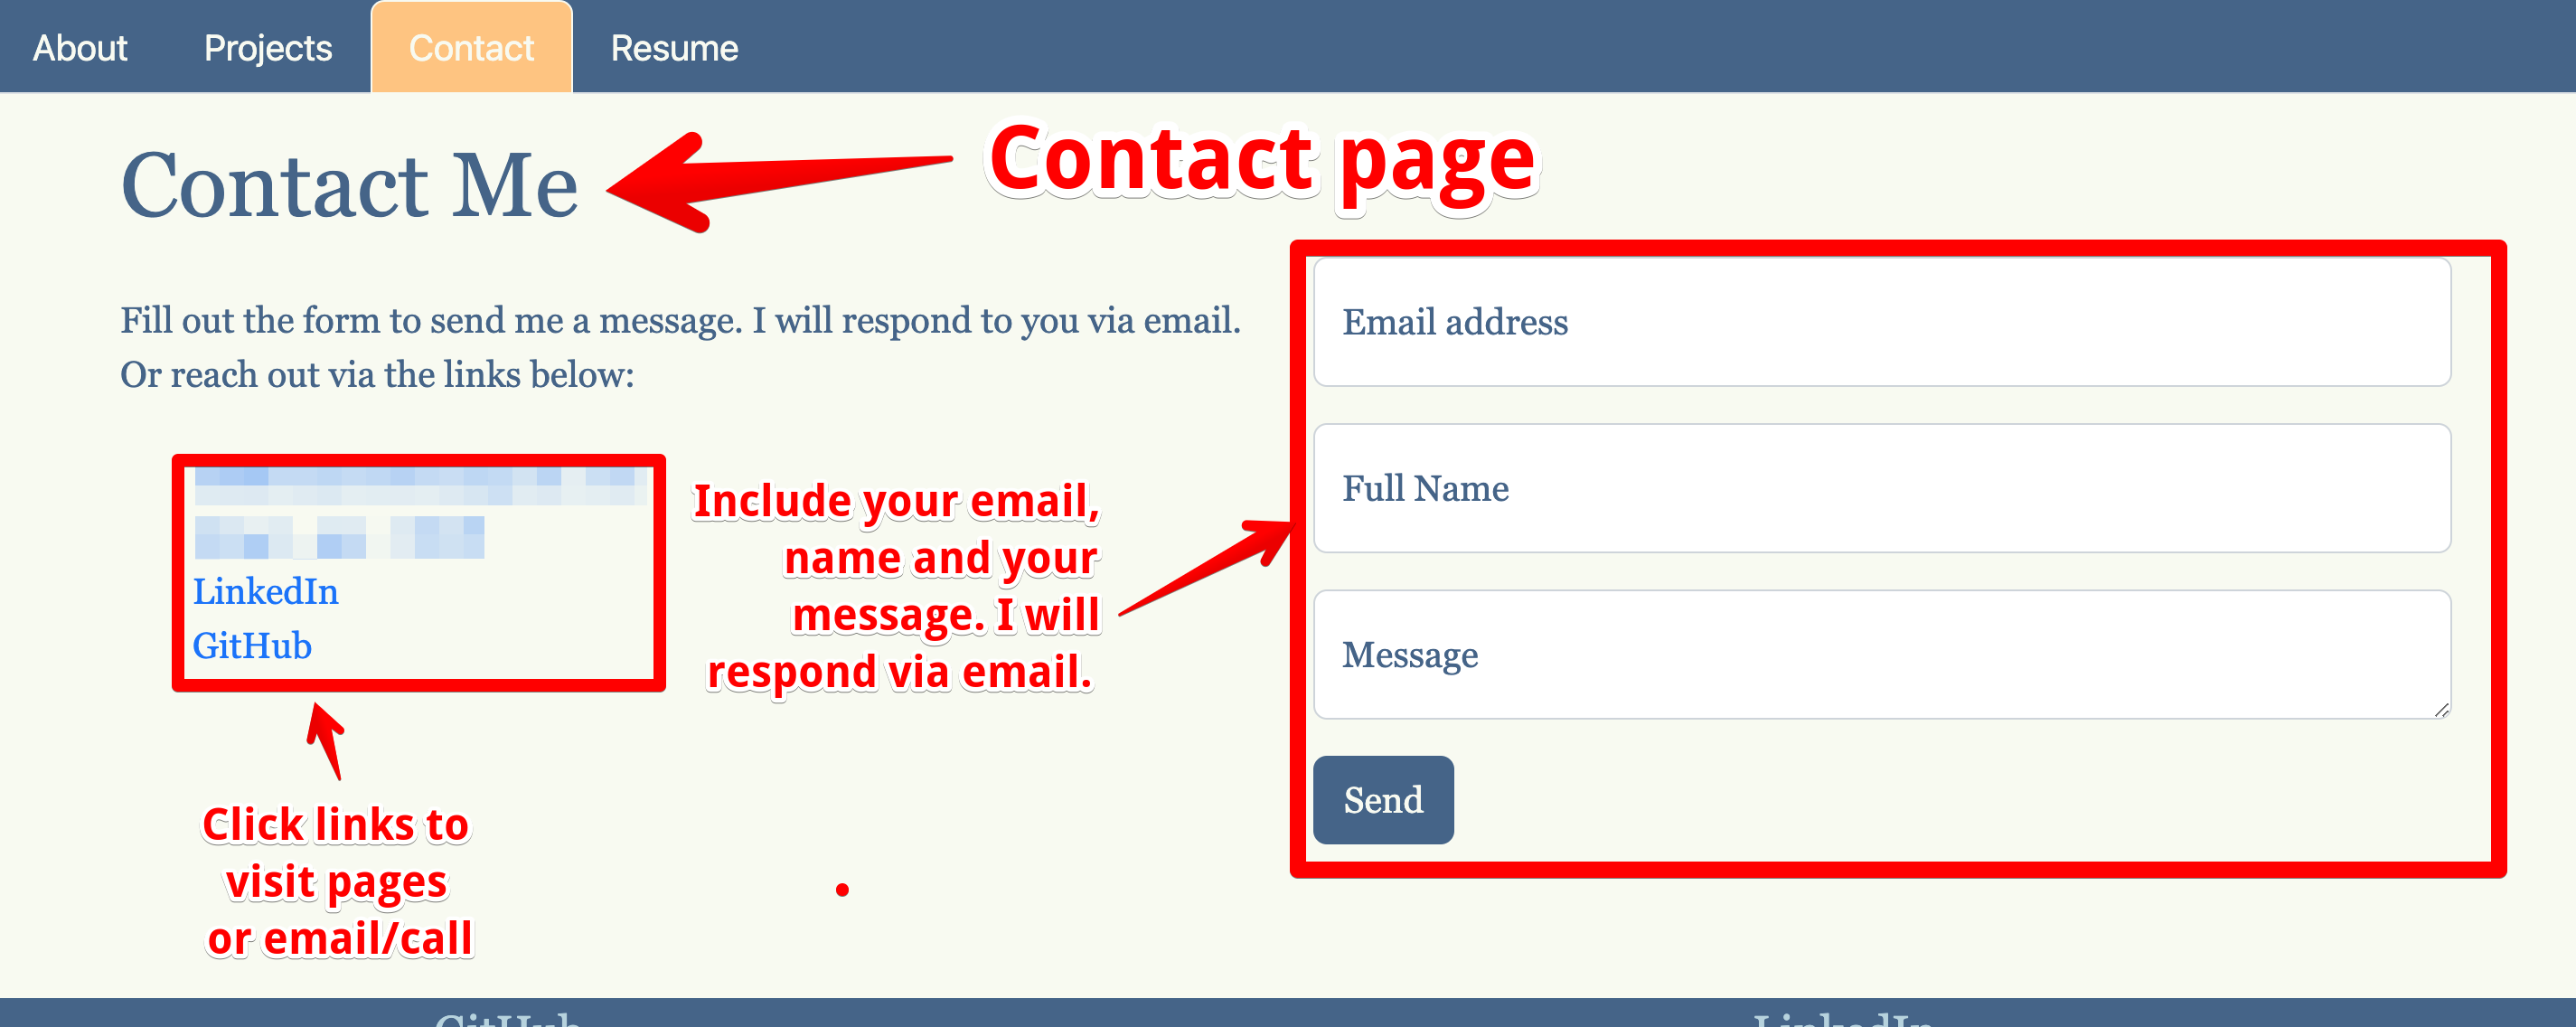 About Projects Contact Resume
Contact Me
Contact page
Fill out the form to send me a message. I will respond to you via email.
Or reach out via the links below:
LinkedIn
GitHub
Click links to
visit pages
or email/call
Include your email,
name and your
message. I will
respond via email.
Email address
Full Name
Message
Send
GitHub LinkedIn